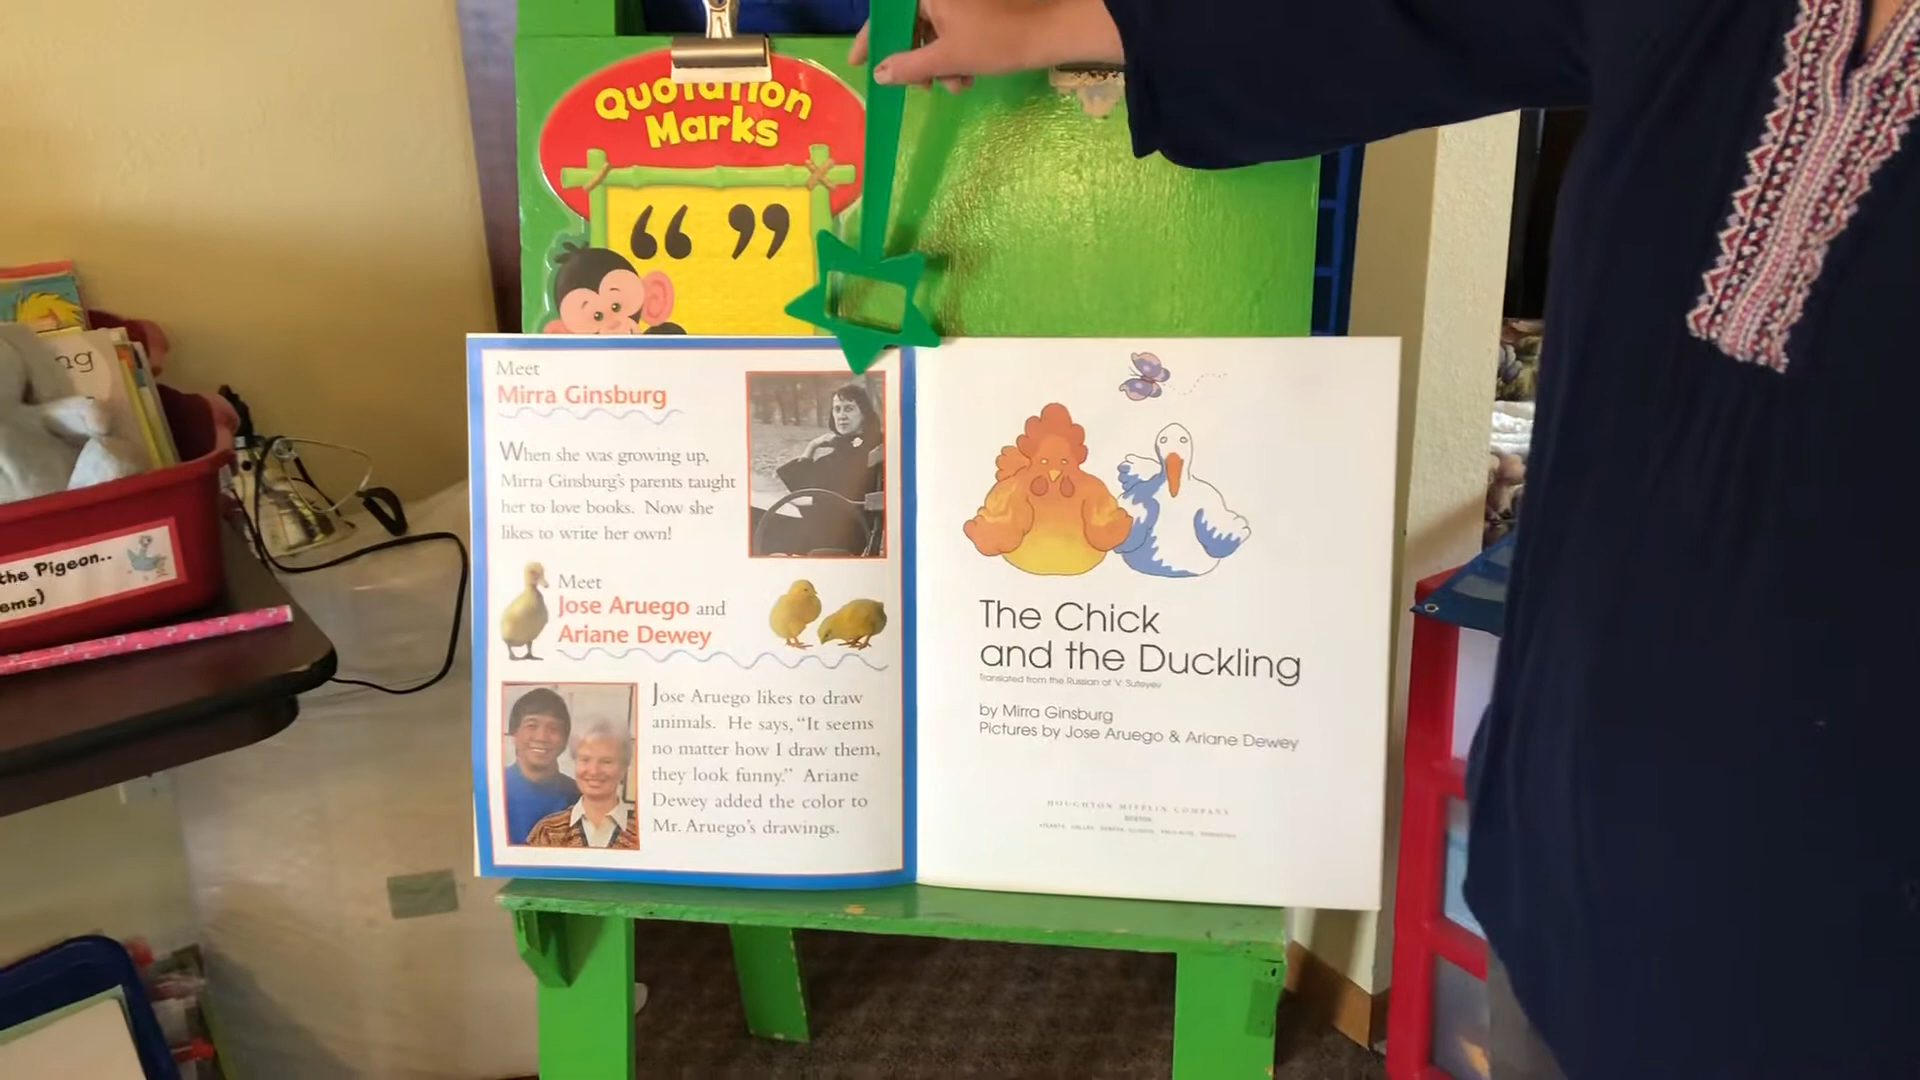 Quotation
Marks
“ ”
ng
the Pigeon..
ems)
Meet
Mirra Ginsburg
When she was growing up,
Mirra Ginsburg's parents taught
her to love books. Now she
likes to write her own!
Meet
Jose Aruego and
Ariane Dewey
Jose Aruego likes to draw
animals. He says, “It seems
no matter how I draw them,
they look funny.” Ariane
Dewey added the color to
Mr. Aruego's drawings.
The Chick
and the Duckling
Translated from the Russian of V. Suteyev
by Mirra Ginsburg
Pictures by Jose Aruego & Ariane Dewey
HOUGHTON MIFFLIN COMPANY
BOSTON